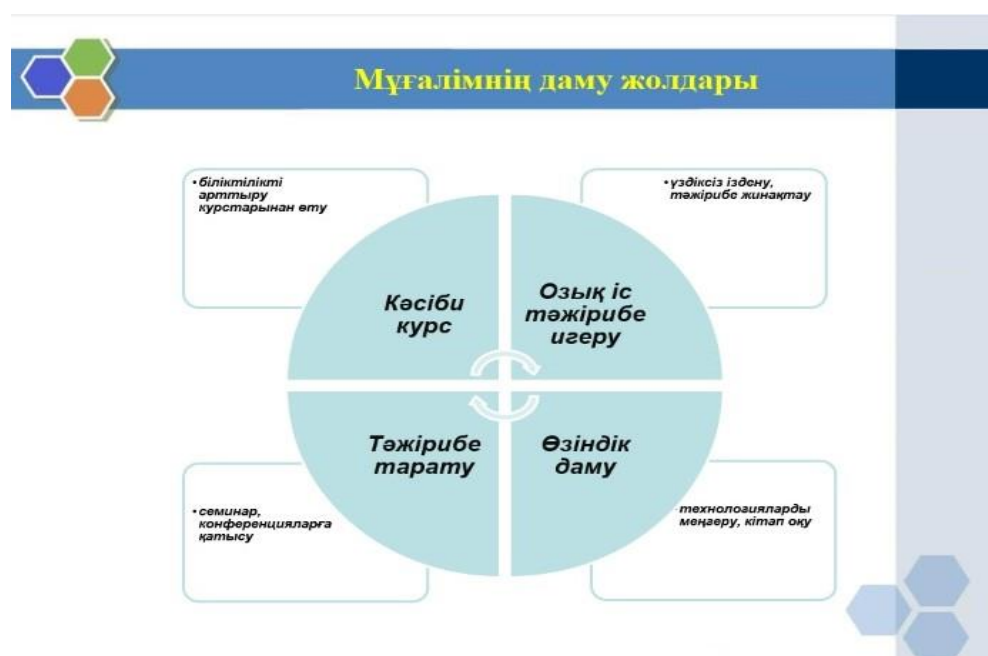 Мұғалімнің даму жолдары
•біліктілікті
арттыру
курстарынан өту
•үздіксіз іздену,
тәжірибе жинақтау
Кәсіби
курс
Озық іс
тәжірибе
игеру
Тәжірибе
тарату
Өзіндік
даму
•семинар,
конференцияларға
қатысу
•технологияларды
меңгеру, кітап оқу